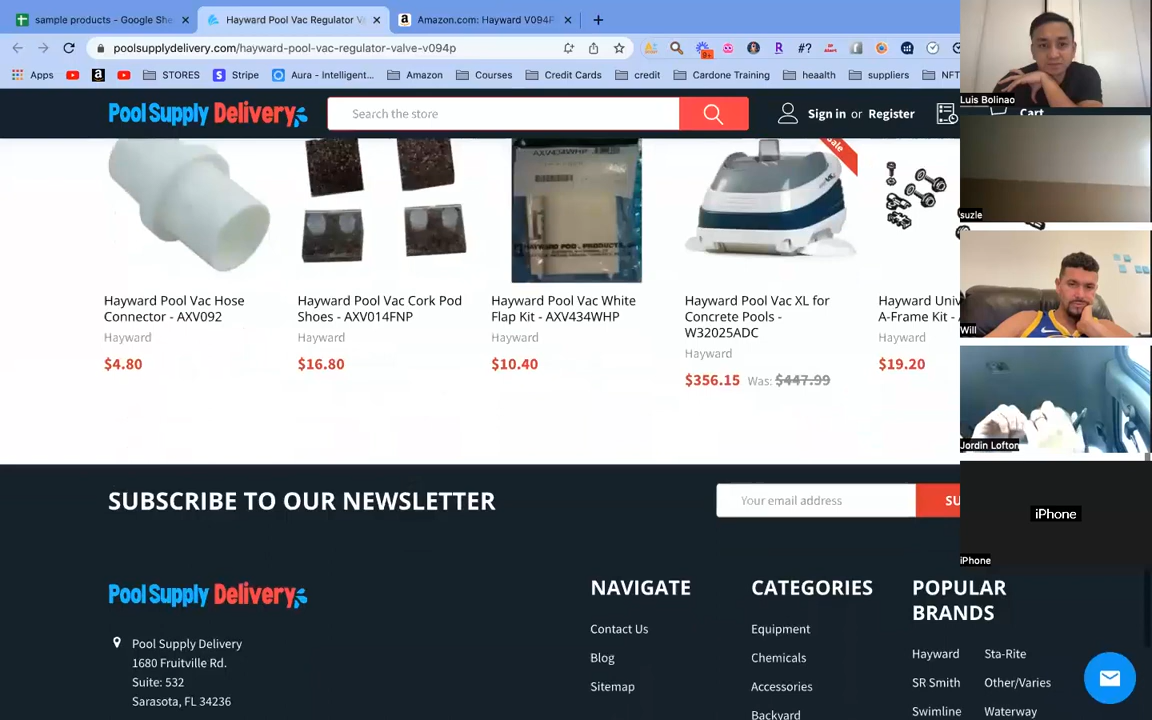 sample products - Google She
Hayward Pool Vac Regulator V
Amazon.com: Hayward V094P
poolsupplydelivery.com/hayward-pool-vac-regulator-valve-v094p
9+
#?
Apps
STORES
Stripe
Aura - Intelligent...
Amazon
Courses
Credit Cards
credit
Cardone Training
heaalth
suppliers
NFT
Pool Supply Delivery
Search the store
Sign in or Register
Cart
Sale
Hayward Pool Vac Hose
Connector - AXV092
Hayward
$4.80
Hayward Pool Vac Cork Pod
Shoes - AXV014FNP
Hayward
$16.80
Hayward Pool Vac White
Flap Kit - AXV434WHP
Hayward
$10.40
Hayward Pool Vac XL for
Concrete Pools -
W32025ADC
Hayward
$356.15 Was: $447.99
Hayward Univ
A-Frame Kit -
Hayward
$19.20
Luis Bolinao
suzie
Will
Jordin Lofton
iPhone
iPhone
SUBSCRIBE TO OUR NEWSLETTER
Your email address
SU
Pool Supply Delivery
Pool Supply Delivery
1680 Fruitville Rd.
Suite: 532
Sarasota, FL 34236
NAVIGATE
Contact Us
Blog
Sitemap
CATEGORIES
Equipment
Chemicals
Accessories
Backyard
POPULAR
BRANDS
Hayward
SR Smith
Swimline
Sta-Rite
Other/Varies
Waterway